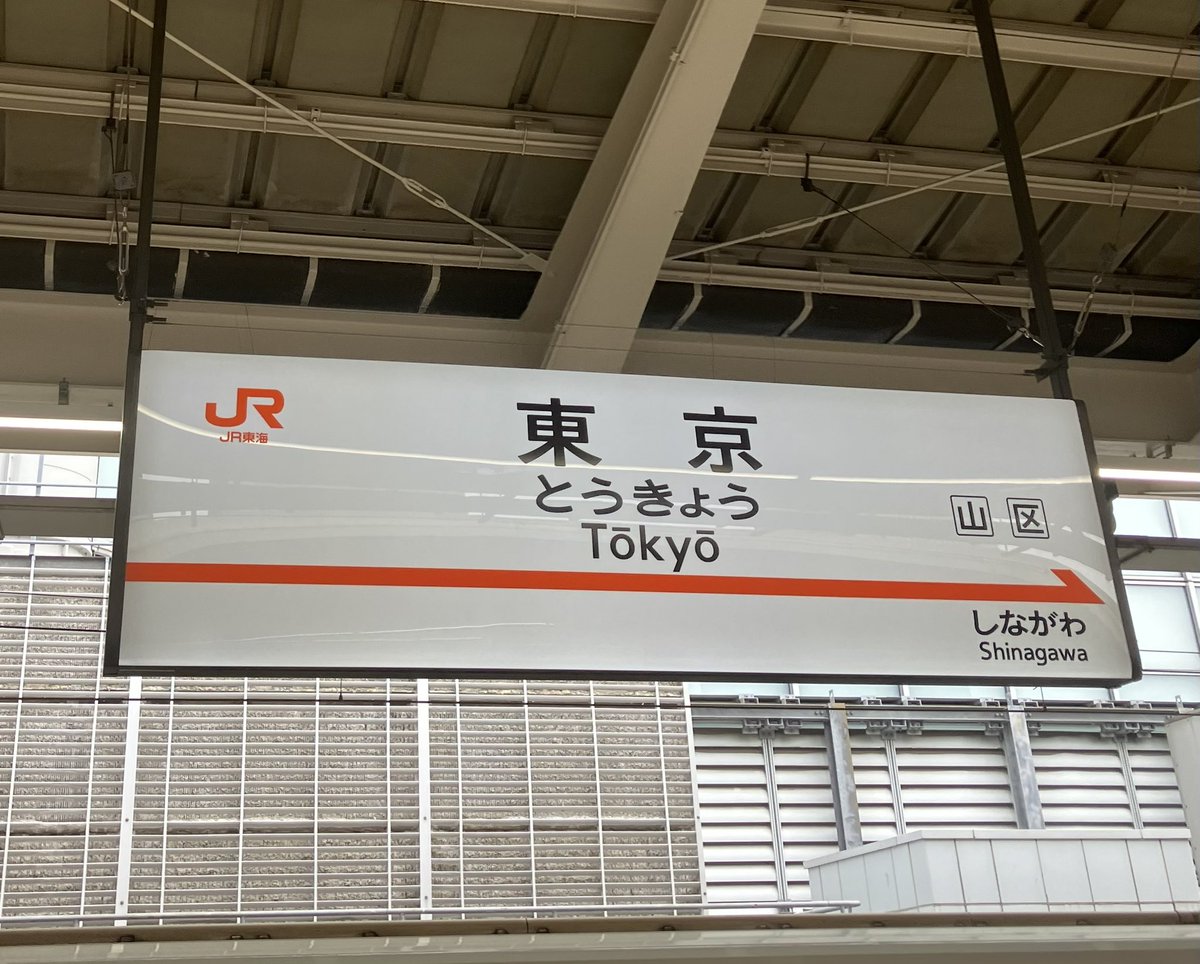 JR
JR東海
東京
とうきょう
Tōkyō
山 区
しながわ
Shinagawa